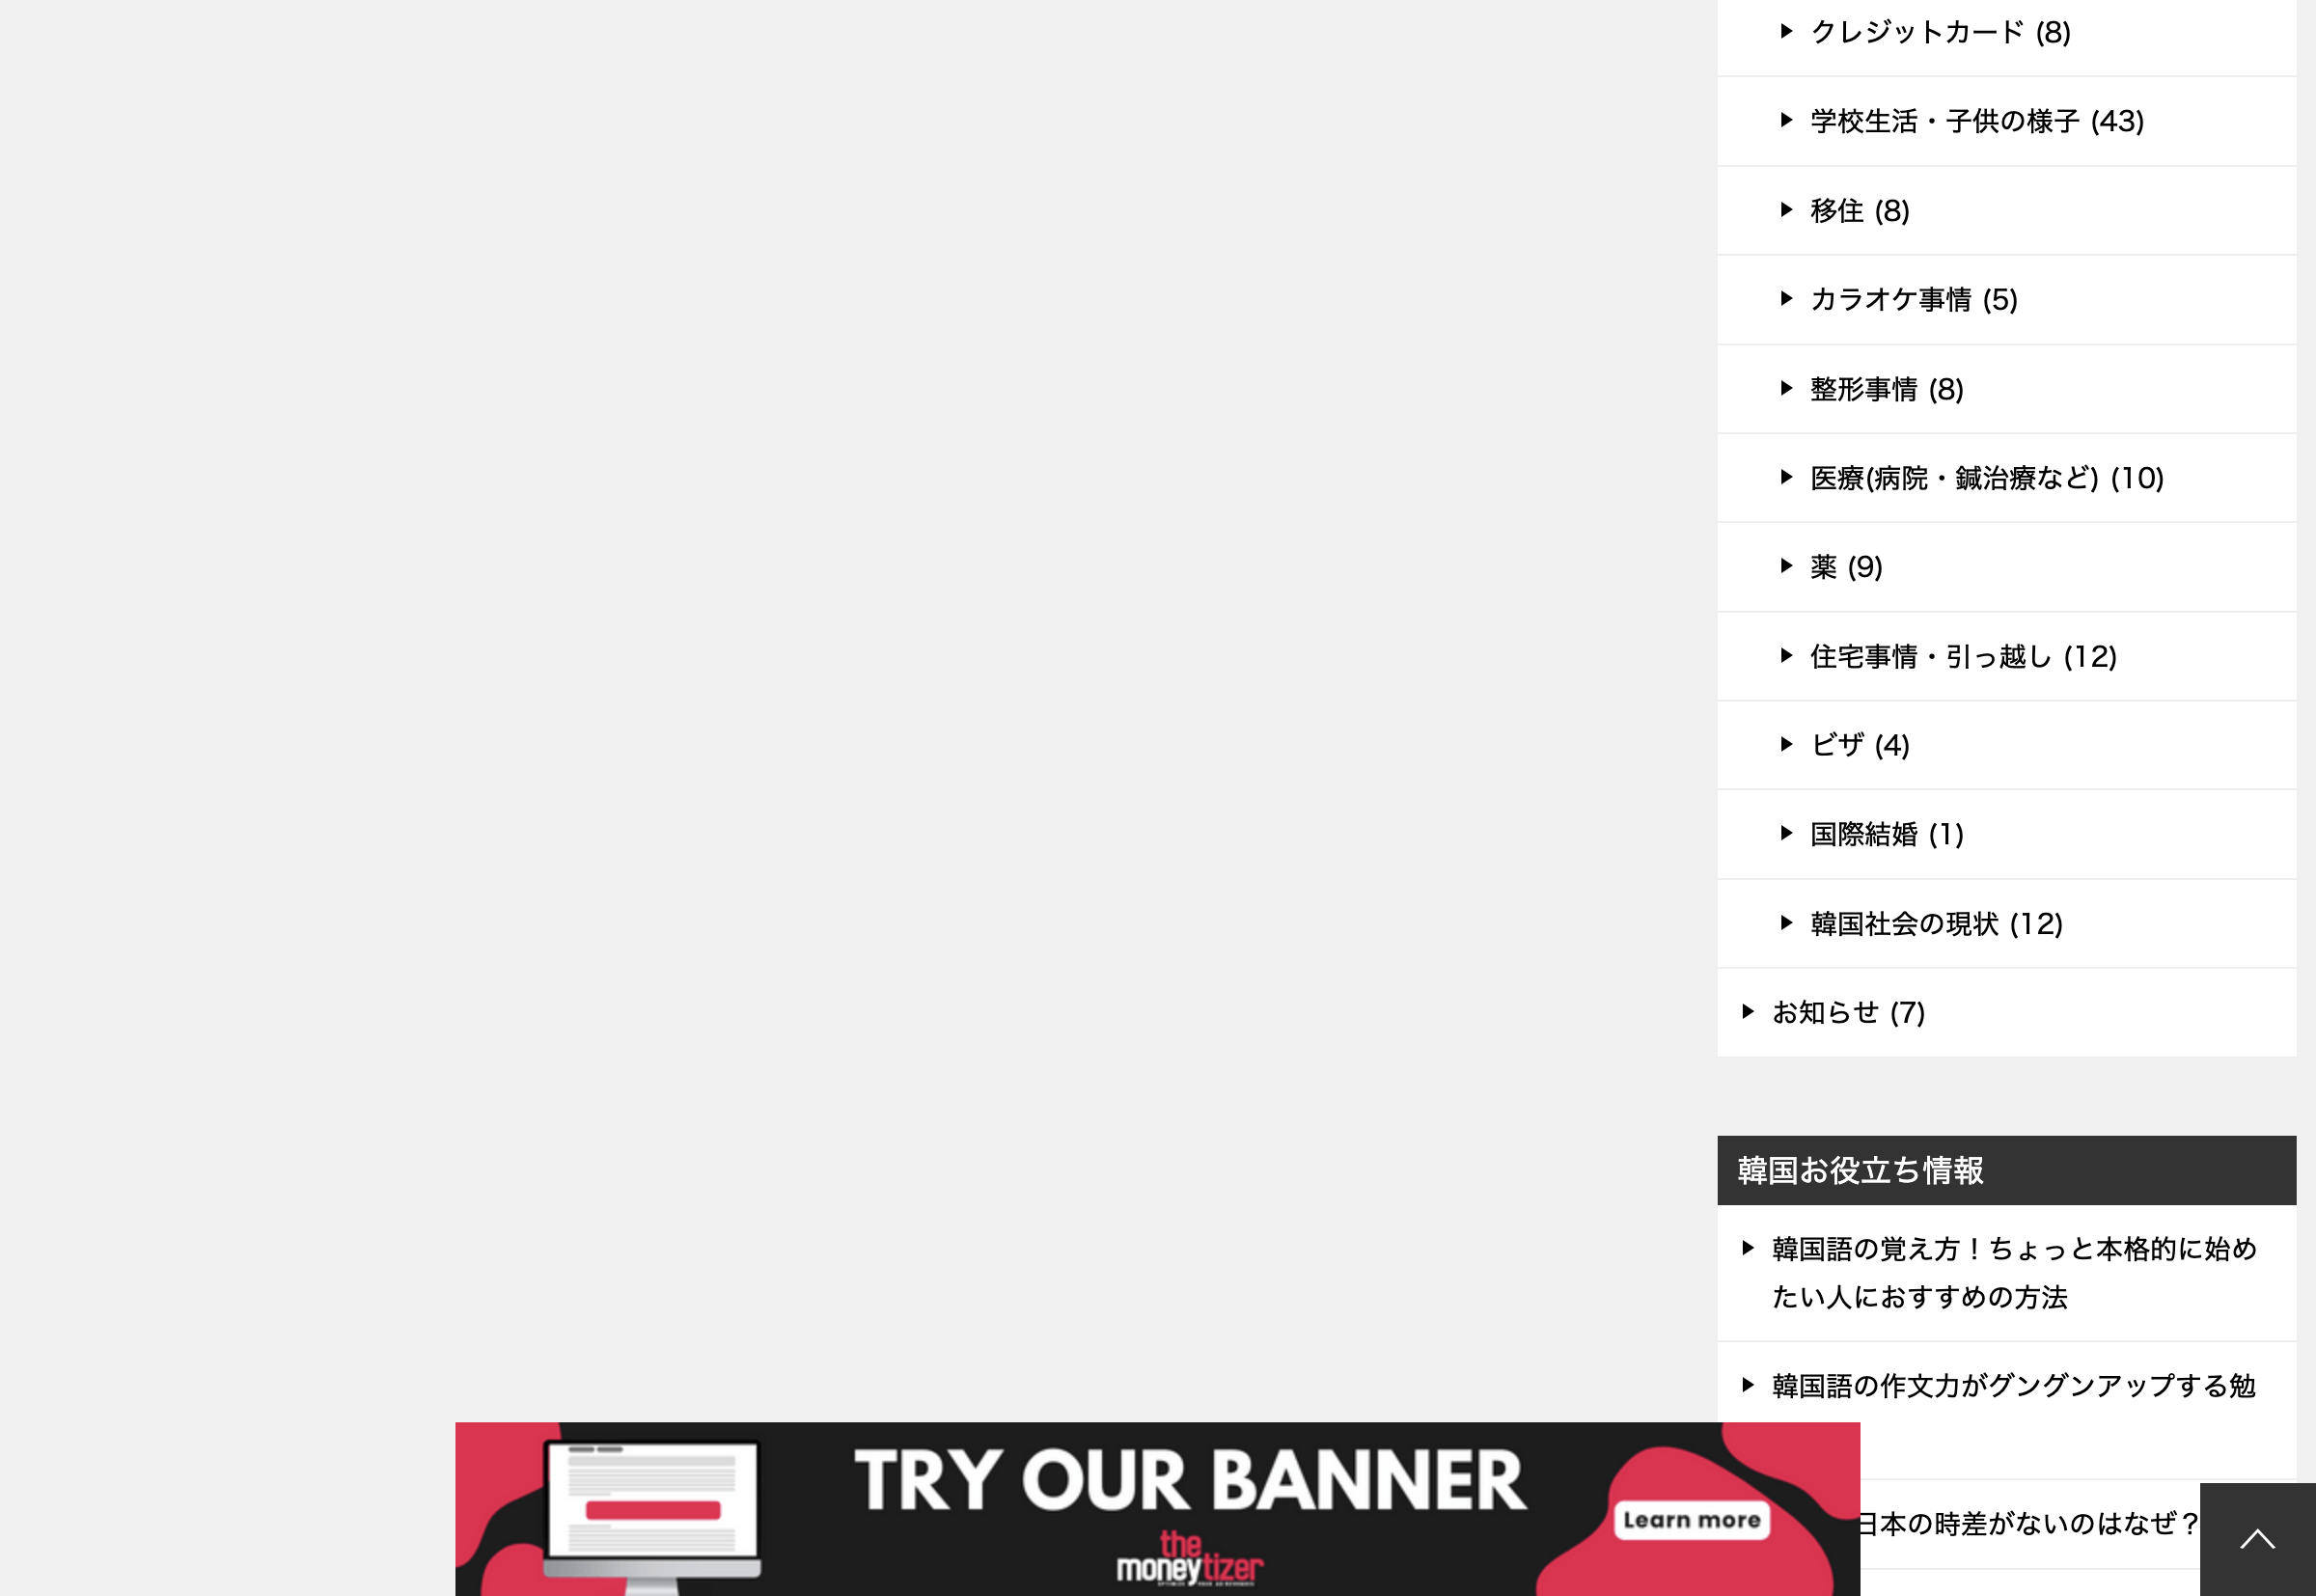 クレジットカード (8)
学校生活・子供の様子 (43)
移住 (8)
カラオケ事情 (5)
整形事情 (8)
医療(病院・鍼治療など) (10)
薬 (9)
住宅事情・引っ越し (12)
ビザ (4)
国際結婚 (1)
韓国社会の現状 (12)
お知らせ (7)
韓国お役立ち情報
韓国語の覚え方！ちょっと本格的に始め
たい人におすすめの方法
韓国語の作文力がグングンアップする勉
日本の時差がないのはなぜ？
TRY OUR BANNER
Learn more
the
moneytizer